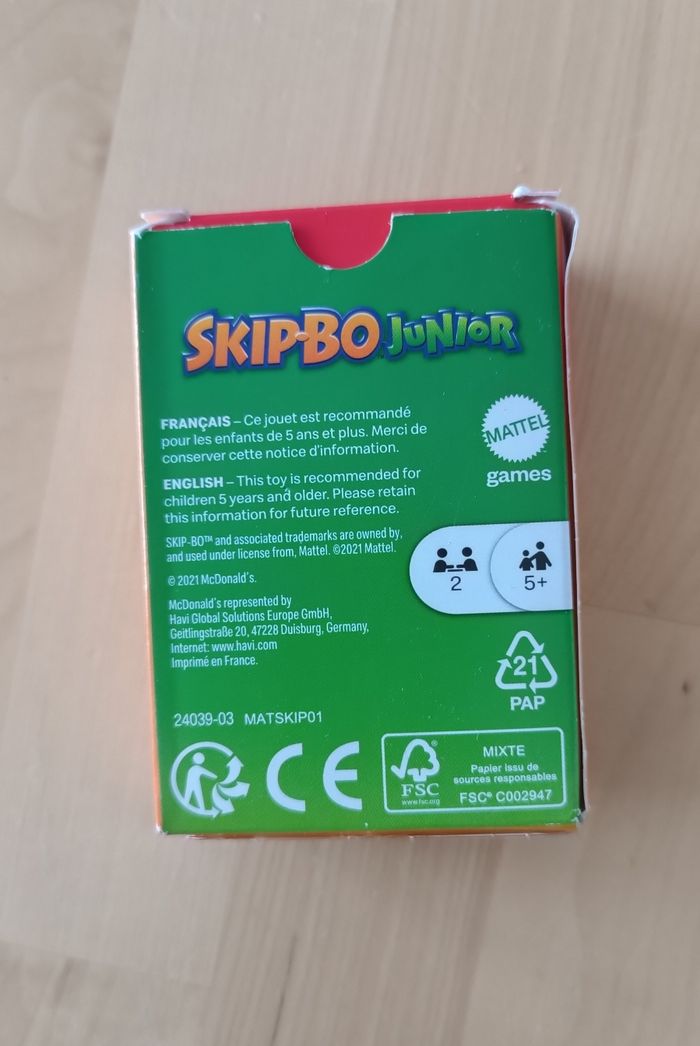 SKIP-BO JUNIOR
FRANÇAIS – Ce jouet est recommandé
pour les enfants de 5 ans et plus. Merci de
conserver cette notice d'information.
MATTEL
games
ENGLISH – This toy is recommended for
children 5 years and older. Please retain
this information for future reference.
SKIP-BO™ and associated trademarks are owned by,
and used under license from, Mattel. ©2021 Mattel.
© 2021 McDonald's.
2
5+
McDonald's represented by
Havi Global Solutions Europe GmbH,
Geitlingstraße 20, 47228 Duisburg, Germany,
Internet: www.havi.com
Imprimé en France.
21
PAP
24039-03 MATSKIP01
CE
FSC®
www.fsc.org
MIXTE
Papier issu de
sources responsables
FSC® C002947